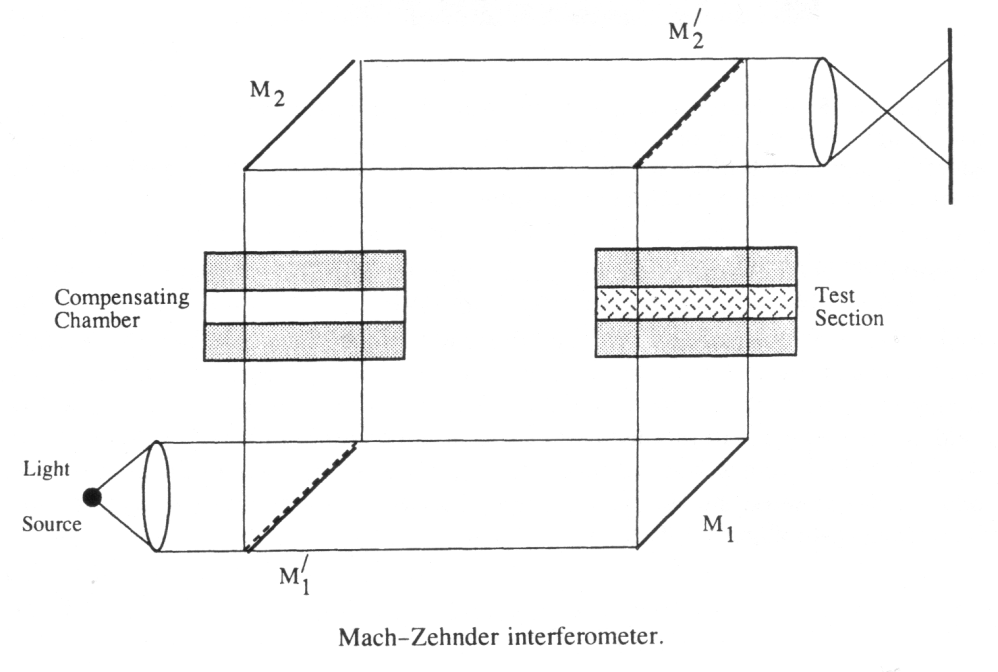 M₂′
M₂
Compensating
Chamber
Test
Section
Light
Source
M₁
M₁′
Mach–Zehnder interferometer.